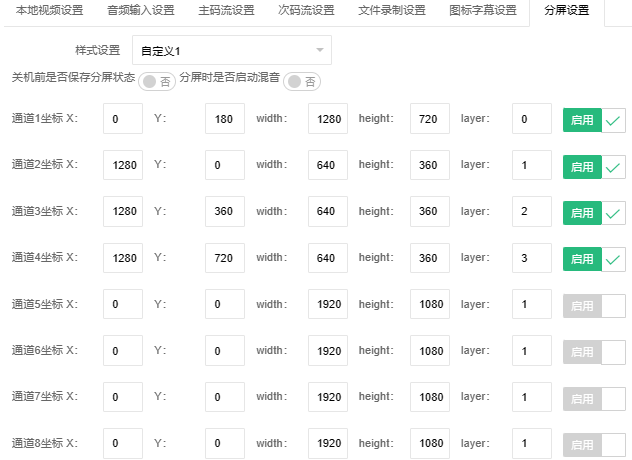 本地视频设置 音频输入设置 主码流设置 次码流设置 文件录制设置 图标字幕设置 分屏设置
样式设置 自定义1
关机前是否保存分屏状态 否 分屏时是否启动混音 否
通道1坐标 X: 0 Y: 180 width: 1280 height: 720 layer: 0 启用
通道2坐标 X: 1280 Y: 0 width: 640 height: 360 layer: 1 启用
通道3坐标 X: 1280 Y: 360 width: 640 height: 360 layer: 2 启用
通道4坐标 X: 1280 Y: 720 width: 640 height: 360 layer: 3 启用
通道5坐标 X: 0 Y: 0 width: 1920 height: 1080 layer: 1 启用
通道6坐标 X: 0 Y: 0 width: 1920 height: 1080 layer: 1 启用
通道7坐标 X: 0 Y: 0 width: 1920 height: 1080 layer: 1 启用
通道8坐标 X: 0 Y: 0 width: 1920 height: 1080 layer: 1 启用